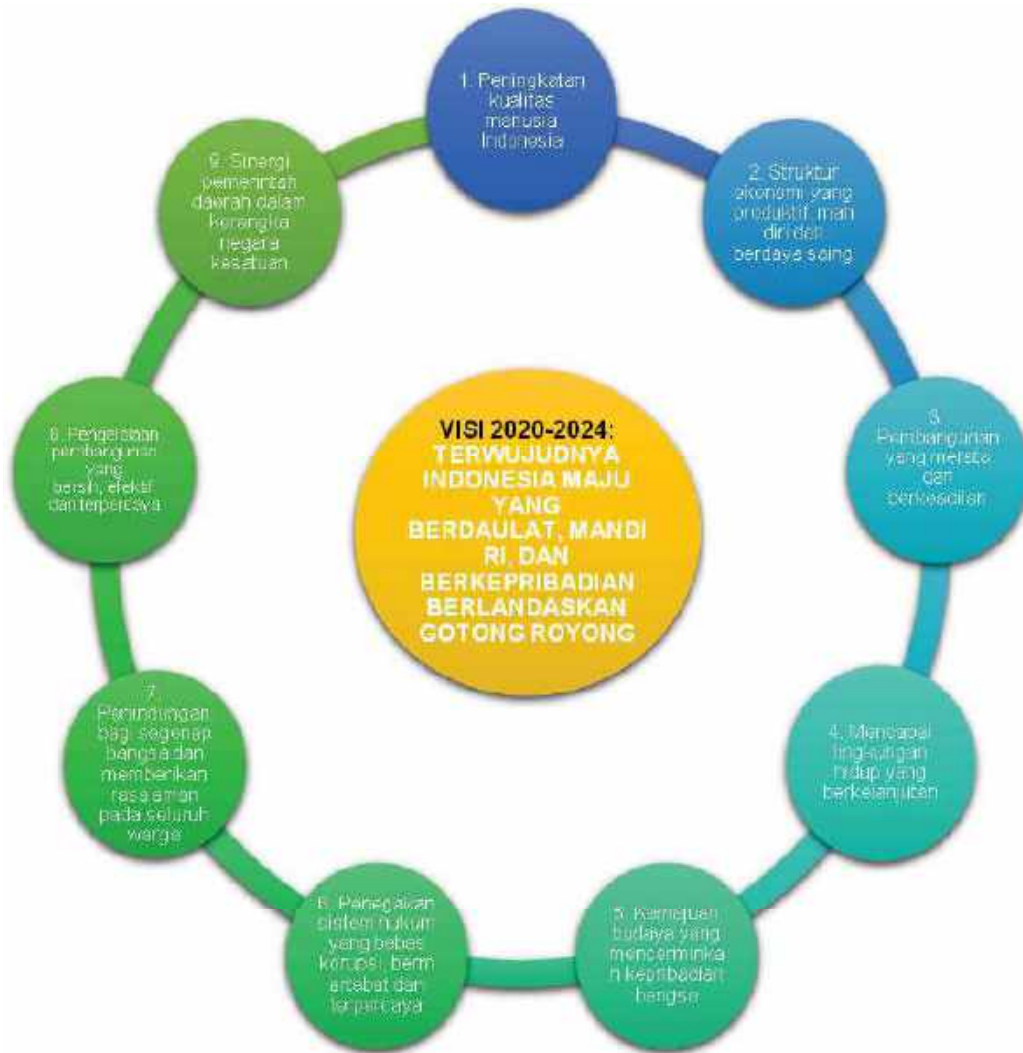 1. Peningkatan
kualitas
manusia
Indonesia
2. Struktur
ekonomi yang
produktif, man
diri dan
berdaya saing
3.
Pembangunan
yang merata
dan
berkeadilan
4. Mencapai
lingkungan
hidup yang
berkelanjutan
5. Kemajuan
budaya yang
mencerminka
n kepribadian
bangsa
6. Penegakan
sistem hukum
yang bebas
korupsi, berm
artabat dan
terpercaya
7.
Perlindungan
bagi segenap
bangsa dan
memberikan
rasa aman
pada seluruh
warga
8. Pengelolaan
pembangunan
yang
bersih, efektif
dan terpercaya
9. Sinergi
pemerintah
daerah dalam
kerangka
negara
kesatuan
VISI 2020-2024:
TERWUJUDNYA
INDONESIA MAJU
YANG
BERDAULAT, MANDI
RI, DAN
BERKEPRIBADIAN
BERLANDASKAN
GOTONG ROYONG